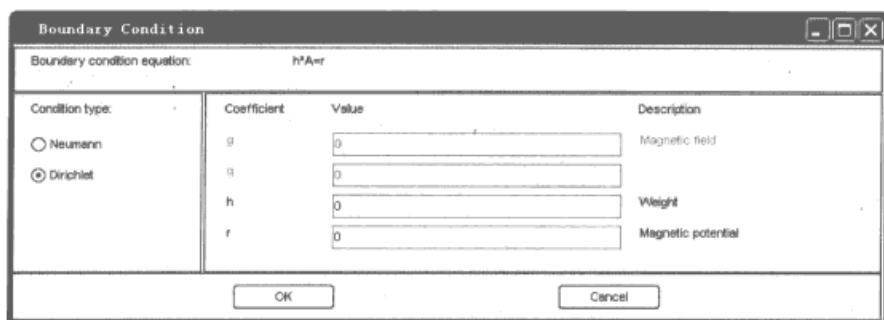 Boundary Condition
Boundary condition equation: h*A=r
Condition type:
Neumann
Dirichlet
Coefficient Value Description
g 0 Magnetic field
q 0
h 0 Weight
r 0 Magnetic potential
OK Cancel